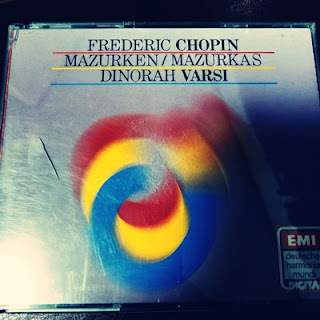 FREDERIC CHOPIN
MAZURKEN/MAZURKAS
DINORAH VARSI
EMI
deutsche
harmonia
mundi
DIGITAL